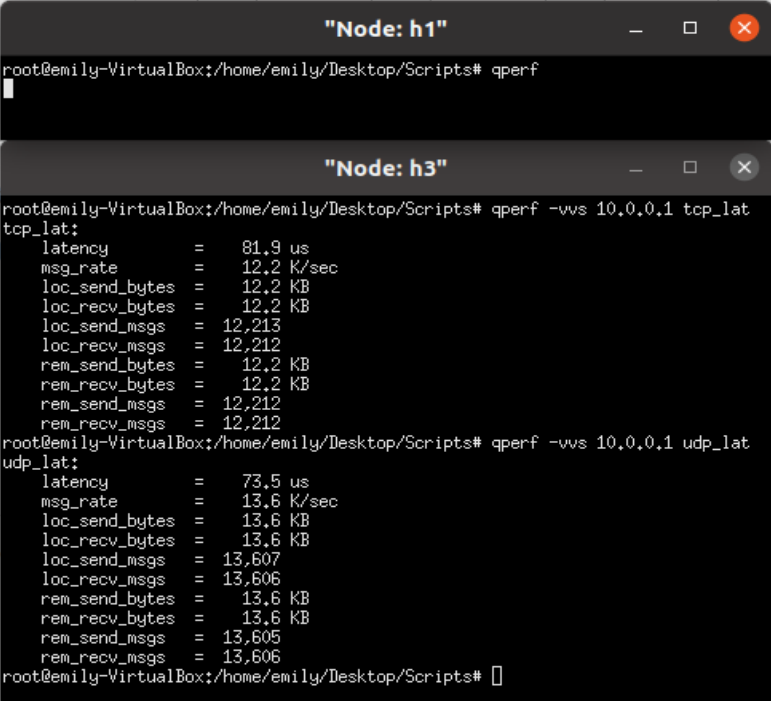 "Node: h1"
root@emily-VirtualBox:/home/emily/Desktop/Scripts# qperf
"Node: h3"
root@emily-VirtualBox:/home/emily/Desktop/Scripts# qperf -vvs 10.0.0.1 tcp_lat
tcp_lat:
    latency         =    81.9 us
    msg_rate        =    12.2 K/sec
    loc_send_bytes  =    12.2 KB
    loc_recv_bytes  =    12.2 KB
    loc_send_msgs   =  12,213
    loc_recv_msgs   =  12,212
    rem_send_bytes  =    12.2 KB
    rem_recv_bytes  =    12.2 KB
    rem_send_msgs   =  12,212
    rem_recv_msgs   =  12,212
root@emily-VirtualBox:/home/emily/Desktop/Scripts# qperf -vvs 10.0.0.1 udp_lat
udp_lat:
    latency         =    73.5 us
    msg_rate        =    13.6 K/sec
    loc_send_bytes  =    13.6 KB
    loc_recv_bytes  =    13.6 KB
    loc_send_msgs   =  13,607
    loc_recv_msgs   =  13,606
    rem_send_bytes  =    13.6 KB
    rem_recv_bytes  =    13.6 KB
    rem_send_msgs   =  13,605
    rem_recv_msgs   =  13,606
root@emily-VirtualBox:/home/emily/Desktop/Scripts#